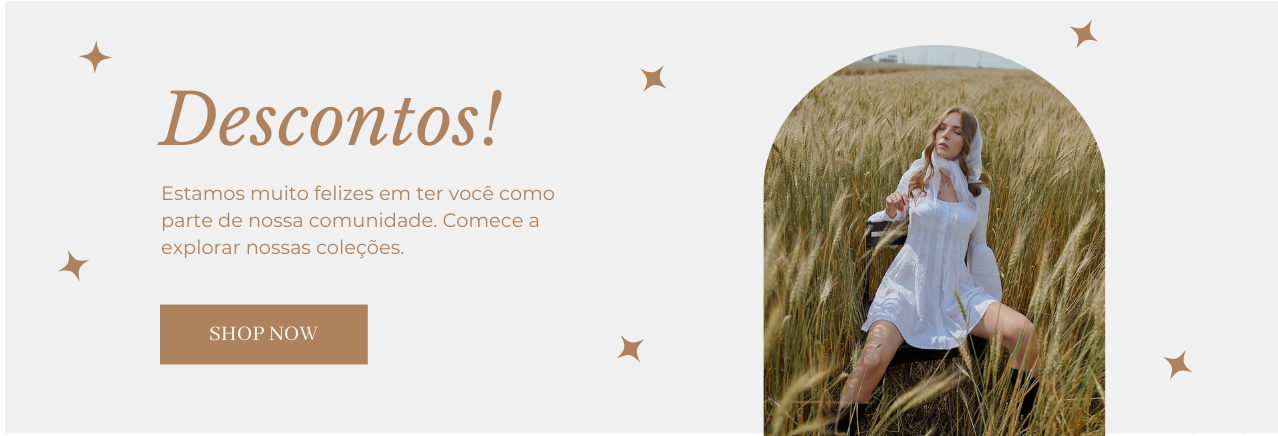 Descontos!
Estamos muito felizes em ter você como
parte de nossa comunidade. Comece a
explorar nossas coleções.
SHOP NOW